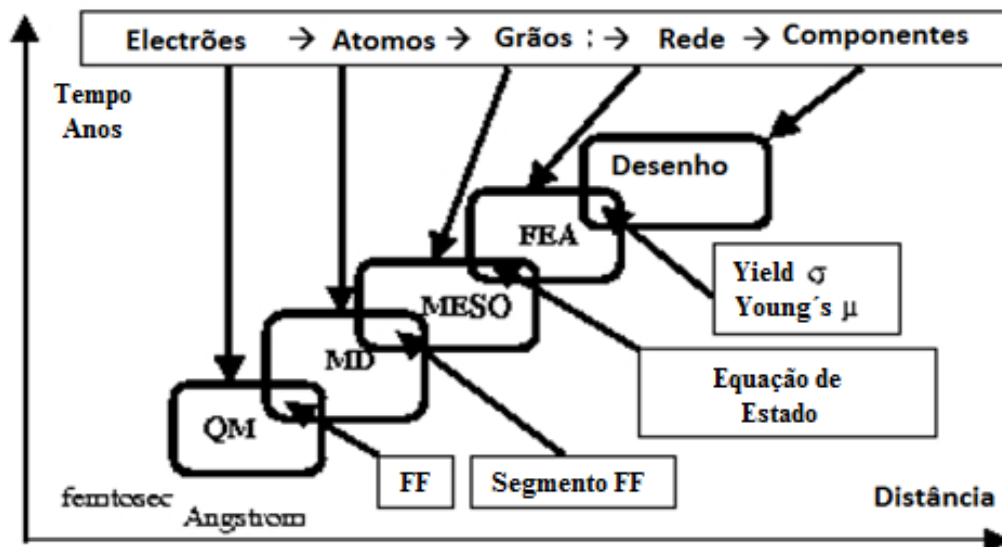 Electrões → Atomos → Grãos : → Rede → Componentes
Tempo
Anos
Desenho
FEA
Yield σ
Young´s μ
MESO
MD
Equação de
Estado
QM
FF
Segmento FF
femtosec
Angstrom
Distância